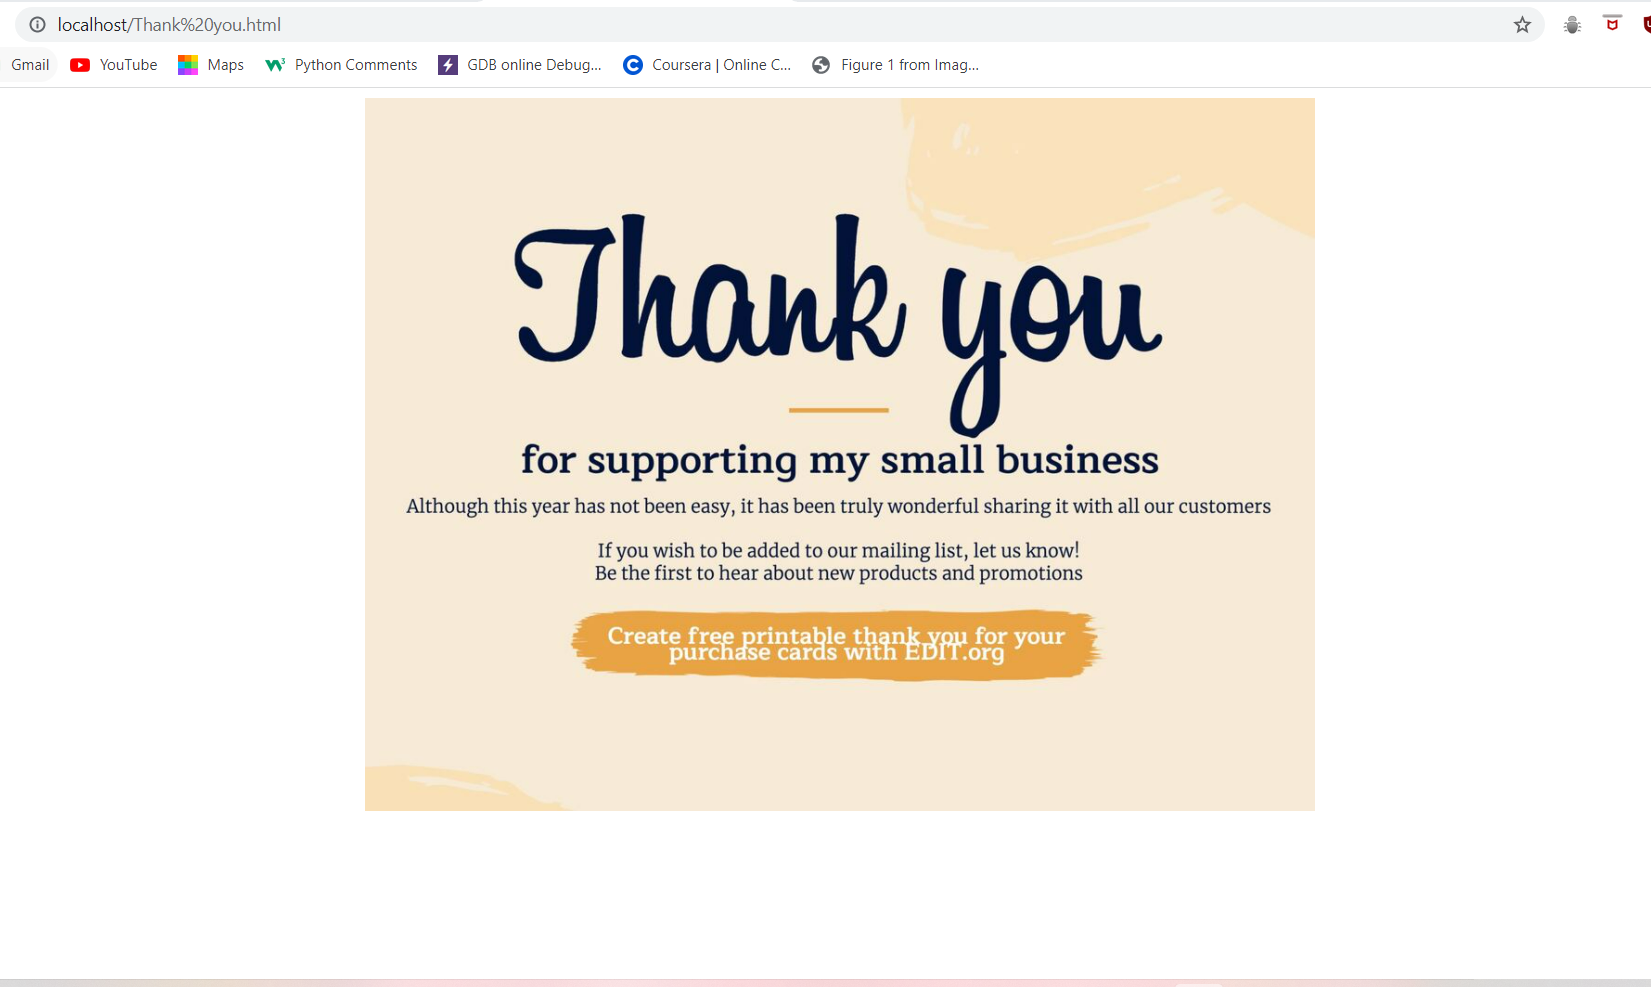 localhost/Thank%20you.html
Gmail YouTube Maps Python Comments GDB online Debug... Coursera | Online C... Figure 1 from Imag...
Thank you
for supporting my small business
Although this year has not been easy, it has been truly wonderful sharing it with all our customers
If you wish to be added to our mailing list, let us know!
Be the first to hear about new products and promotions
Create free printable thank you for your
purchase cards with EDIT.org